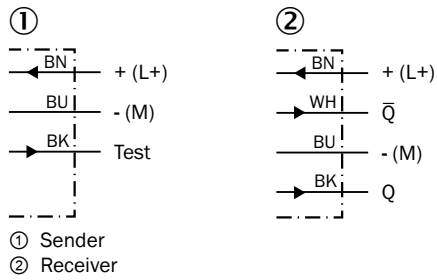 ①
BN + (L+)
BU - (M)
BK Test
②
BN + (L+)
WH Q̅
BU - (M)
BK Q
① Sender
② Receiver